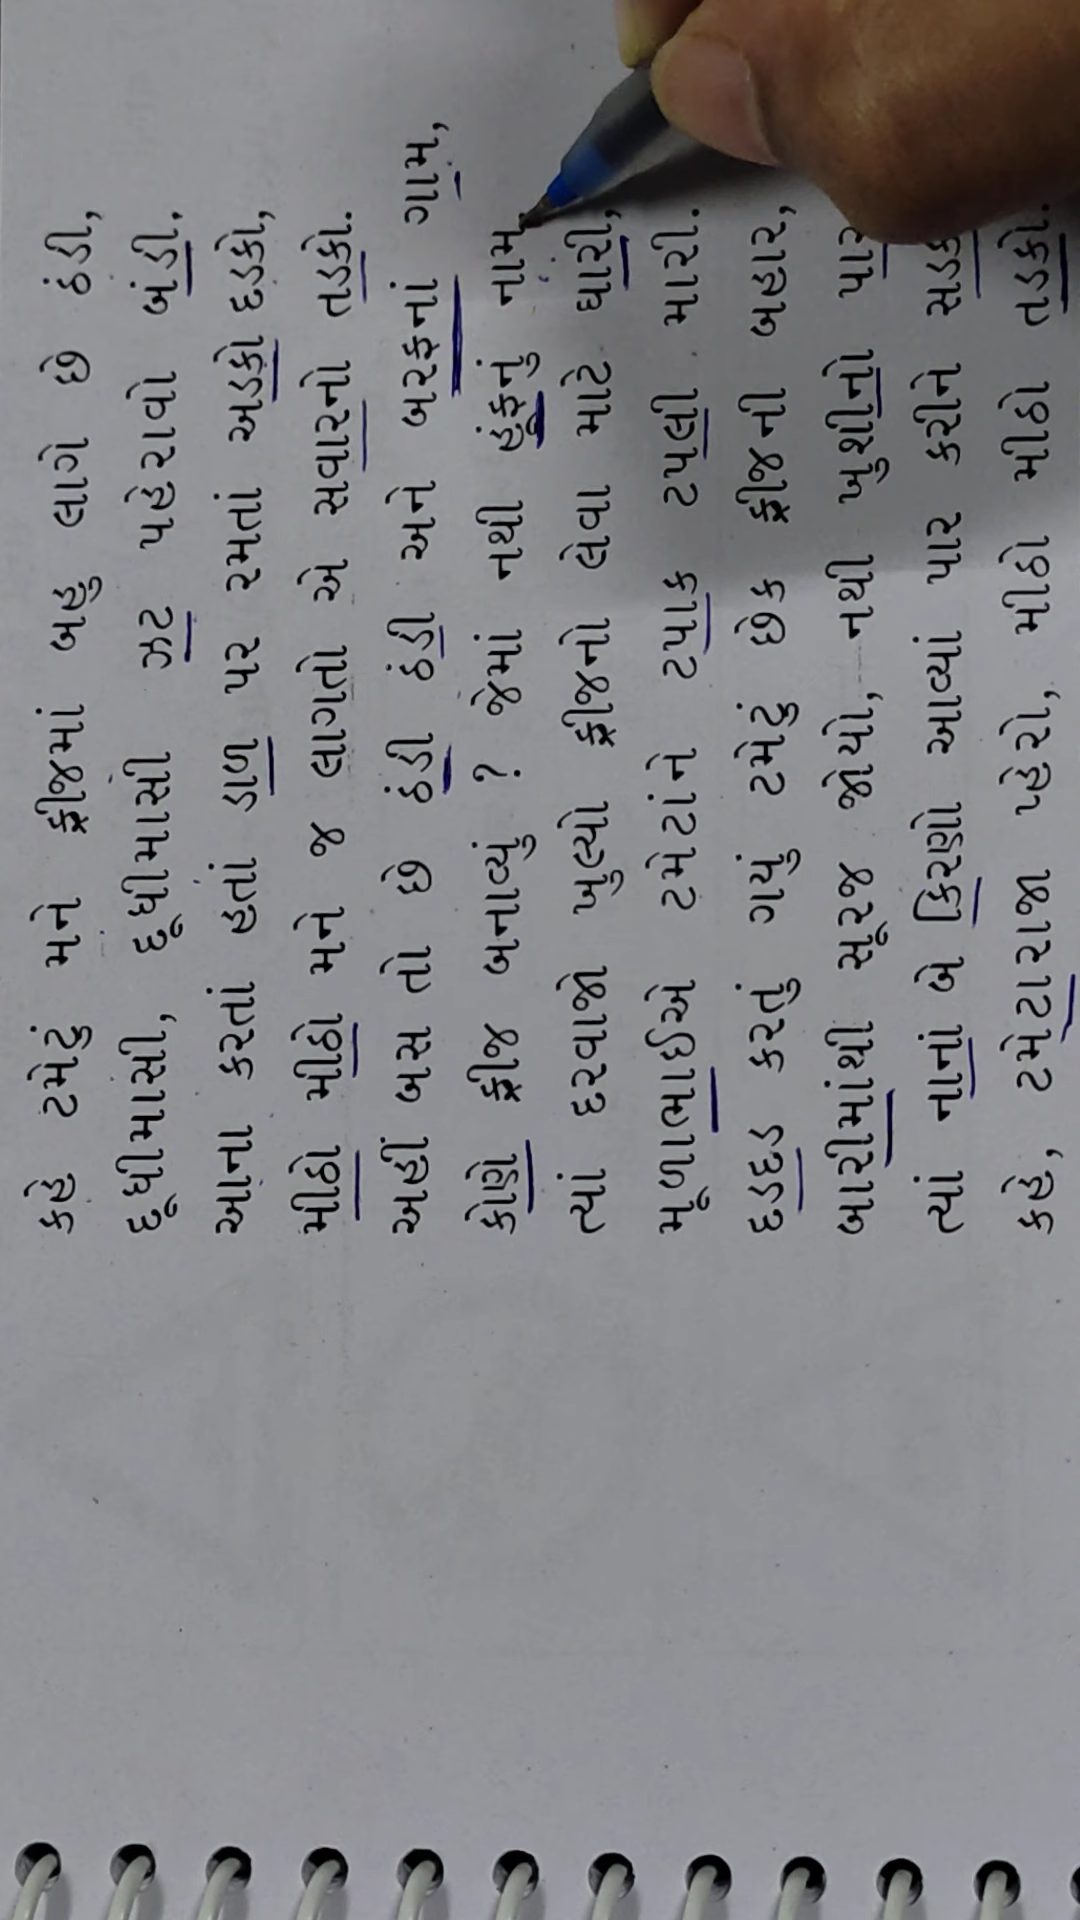 કહે ટમેટું મને ફ્રીજમાં બહુ લાગે છે ઠંડી,
દૂધીમાસી, દૂધીમાસી ઝટ પહેરાવો બંડી.
આના કરતાં હતાં ડાળ પર રમતાં અડકો દડકો,
મીઠો મીઠો મને જ લાગતો એ સવારનો તડકો.
અહીં બસ તો છે ઠંડી ઠંડી અને બરફનાં ગામ,
કોણે ફ્રીજ બનાવ્યું ? જેમાં નથી હૂંફનું નામ.
ત્યાં દરવાજો ખુલ્યો ફ્રીજનો લેવા માટે ઘારી,
મૂળાભાઈએ ટમેટાંને ટપાક ટપલી મારી.
દડદડ કરતું ગયું ટમેટું છેક ફ્રીજની બહાર,
બારીમાંથી સૂરજ જોયો, નથી ખુશીનો પાર
ત્યાં નાનાં બે કિરણો આવ્યાં પાર કરીને સડક
કહે, ટમેટારાજા પહેરો, મીઠો મીઠો તડકો.